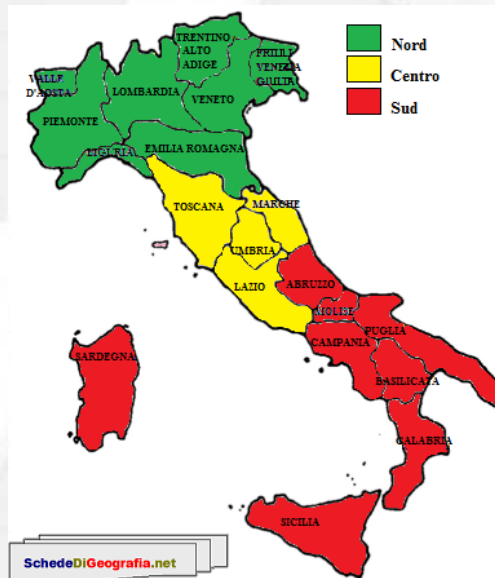 Nord
Centro
Sud
TRENTINO
ALTO
ADIGE
FRIULI
VENEZIA
GIULIA
VALLE
D'AOSTA
LOMBARDIA
VENETO
PIEMONTE
LIGURIA
EMILIA ROMAGNA
TOSCANA
MARCHE
UMBRIA
LAZIO
ABRUZZO
MOLISE
CAMPANIA
PUGLIA
BASILICATA
SARDEGNA
CALABRIA
SICILIA
SchedeDiGeografia.net